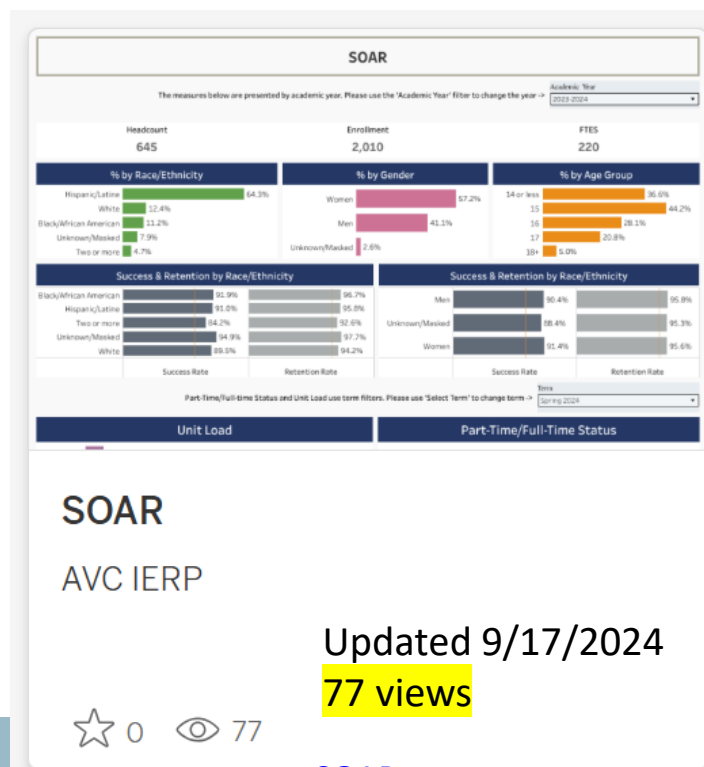 SOAR
The measures below are presented by academic year. Please use the 'Academic Year' filter to change the year ->
Academic Year
2023-2024
Headcount Enrollment FTES
645 2,010 220
% by Race/Ethnicity % by Gender % by Age Group
Hispanic/Latine 64.3%
White 12.4%
Black/African American 11.2%
Unknown/Masked 7.9%
Two or more 4.7%
Women 57.2%
Men 41.1%
Unknown/Masked 2.6%
14 or less 36.6%
15 44.2%
16 28.1%
17 20.8%
18+ 5.0%
Success & Retention by Race/Ethnicity Success & Retention by Race/Ethnicity
Black/African American 91.9% 96.7%
Hispanic/Latine 91.0% 95.8%
Two or more 84.2% 92.6%
Unknown/Masked 94.9% 97.7%
White 89.5% 94.2%
Success Rate Retention Rate
Men 90.4% 95.8%
Unknown/Masked 88.4% 95.3%
Women 91.4% 95.6%
Success Rate Retention Rate
Part-Time/Full-time Status and Unit Load use term filters. Please use 'Select Term' to change term ->
Term
Spring 2024
Unit Load Part-Time/Full-Time Status
SOAR
AVC IERP
Updated 9/17/2024
77 views
0 77